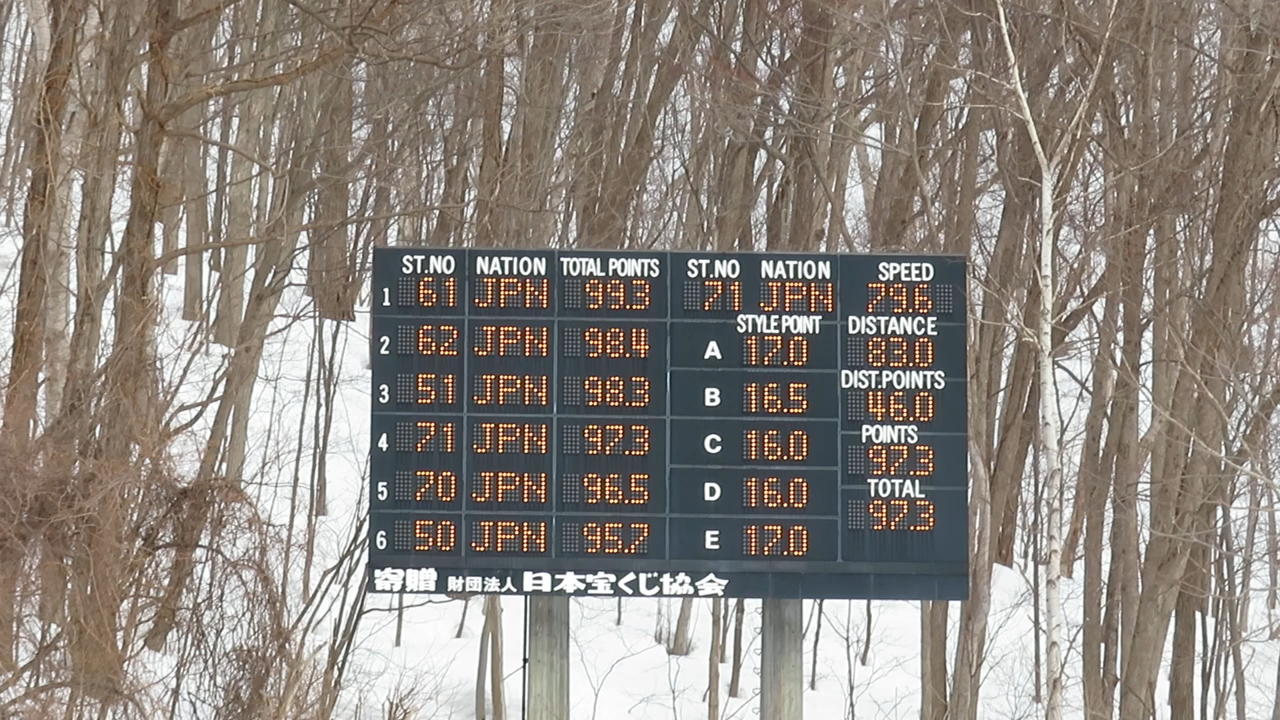 ST.NO NATION TOTAL POINTS
1 61 JPN 99.3
2 62 JPN 98.4
3 51 JPN 98.3
4 71 JPN 97.3
5 70 JPN 96.5
6 50 JPN 95.7
ST.NO NATION SPEED
71 JPN 79.6
STYLE POINT
A 17.0
B 16.5
C 16.0
D 16.0
E 17.0
DISTANCE
83.0
DIST.POINTS
46.0
POINTS
97.3
TOTAL
97.3
寄贈 財団法人 日本宝くじ協会